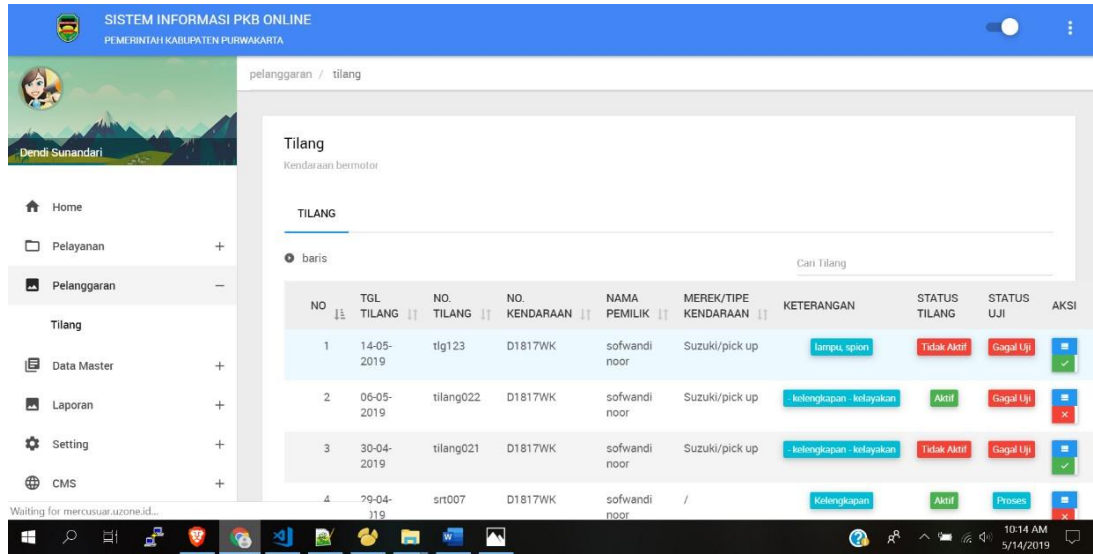 SISTEM INFORMASI PKB ONLINE
PEMERINTAH KABUPATEN PURWAKARTA
Dendi Sunandari
Home
Pelayanan
Pelanggaran
Tilang
Data Master
Laporan
Setting
CMS
Waiting for mercusuar.uzone.id...
pelanggaran / tilang
Tilang
Kendaraan bermotor
TILANG
baris
Cari Tilang
NO TGL TILANG NO. TILANG NO. KENDARAAN NAMA PEMILIK MEREK/TIPE KENDARAAN KETERANGAN STATUS TILANG STATUS UJI AKSI
1 14-05-2019 tlg123 D1817WK sofwandi noor Suzuki/pick up lampu, spion Tidak Aktif Gagal Uji
2 06-05-2019 tilang022 D1817WK sofwandi noor Suzuki/pick up - kelengkapan - kelayakan Aktif Gagal Uji
3 30-04-2019 tilang021 D1817WK sofwandi noor Suzuki/pick up - kelengkapan - kelayakan Tidak Aktif Gagal Uji
4 29-04-2019 srt007 D1817WK sofwandi noor / Kelengkapan Aktif Proses
10:14 AM
5/14/2019